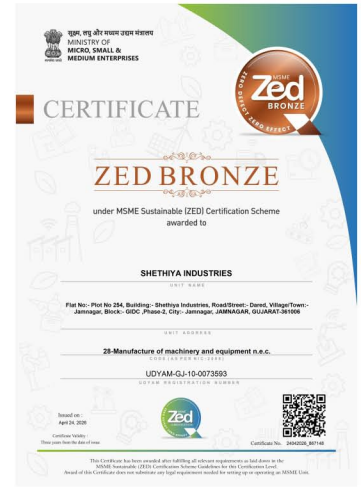 सूक्ष्म, लघु और मध्यम उद्यम मंत्रालय
MINISTRY OF
MICRO, SMALL &
MEDIUM ENTERPRISES
MSME
Zed
BRONZE
ZERO DEFECT ZERO EFFECT
CERTIFICATE
ZED BRONZE
under MSME Sustainable (ZED) Certification Scheme
awarded to
SHETHIYA INDUSTRIES
UNIT NAME
Flat No:- Plot No 254, Building:- Shethiya Industries, Road/Street:- Dared, Village/Town:-
Jamnagar, Block:- GIDC ,Phase-2, City:- Jamnagar, JAMNAGAR, GUJARAT-361006
UNIT ADDRESS
28-Manufacture of machinery and equipment n.e.c.
CODE (AS PER NIC-2008)
UDYAM-GJ-10-0073593
UDYAM REGISTRATION NUMBER
Issued on :
Zed
Certificate Validity :
Three years from the date of issue
Certificate No.
This Certificate has been awarded after fulfilling all relevant requirements as laid down in the
MSME Sustainable (ZED) Certification Scheme Guidelines for this Certification Level.
Award of this Certificate does not substitute any legal requirement needed for setting up or operating an MSME Unit.